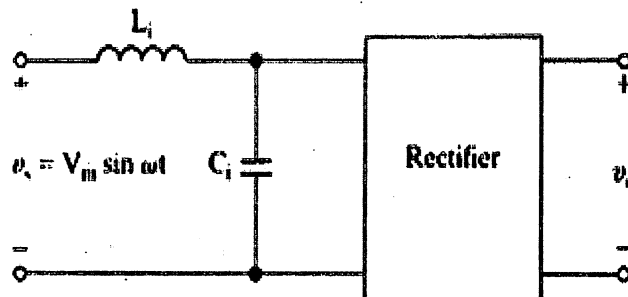 Lᵢ
+ +
vₛ = Vₘ sin ωt Cᵢ Rectifier
− −